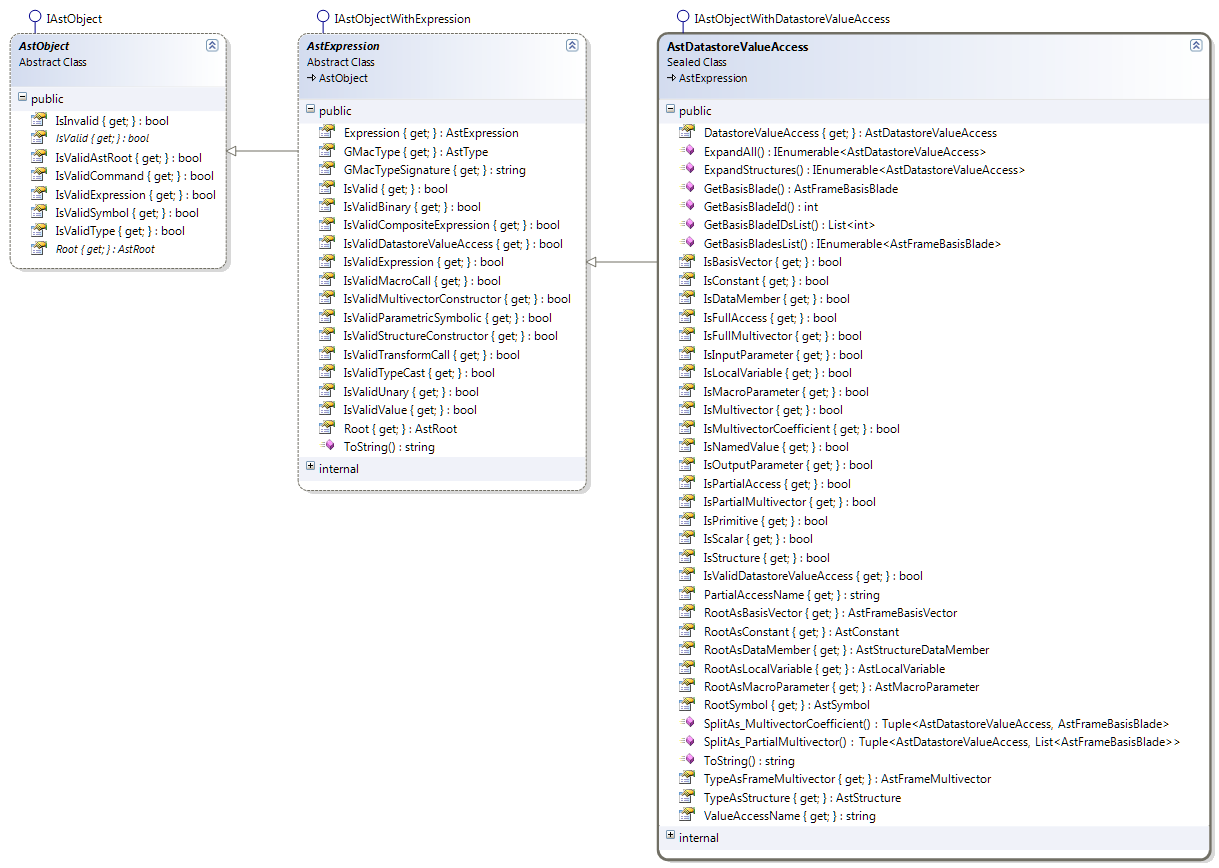 IAstObject
AstObject
Abstract Class
public
IsInvalid { get; } : bool
IsValid { get; } : bool
IsValidAstRoot { get; } : bool
IsValidCommand { get; } : bool
IsValidExpression { get; } : bool
IsValidSymbol { get; } : bool
IsValidType { get; } : bool
Root { get; } : AstRoot
IAstObjectWithExpression
AstExpression
Abstract Class
AstObject
public
Expression { get; } : AstExpression
GMacType { get; } : AstType
GMacTypeSignature { get; } : string
IsValid { get; } : bool
IsValidBinary { get; } : bool
IsValidCompositeExpression { get; } : bool
IsValidDatastoreValueAccess { get; } : bool
IsValidExpression { get; } : bool
IsValidMacroCall { get; } : bool
IsValidMultivectorConstructor { get; } : bool
IsValidParametricSymbolic { get; } : bool
IsValidStructureConstructor { get; } : bool
IsValidTransformCall { get; } : bool
IsValidTypeCast { get; } : bool
IsValidUnary { get; } : bool
IsValidValue { get; } : bool
Root { get; } : AstRoot
ToString() : string
internal
IAstObjectWithDatastoreValueAccess
AstDatastoreValueAccess
Sealed Class
AstExpression
public
DatastoreValueAccess { get; } : AstDatastoreValueAccess
ExpandAll() : IEnumerable<AstDatastoreValueAccess>
ExpandStructures() : IEnumerable<AstDatastoreValueAccess>
GetBasisBlade() : AstFrameBasisBlade
GetBasisBladeId() : int
GetBasisBladeIDsList() : List<int>
GetBasisBladesList() : IEnumerable<AstFrameBasisBlade>
IsBasisVector { get; } : bool
IsConstant { get; } : bool
IsDataMember { get; } : bool
IsFullAccess { get; } : bool
IsFullMultivector { get; } : bool
IsInputParameter { get; } : bool
IsLocalVariable { get; } : bool
IsMacroParameter { get; } : bool
IsMultivector { get; } : bool
IsMultivectorCoefficient { get; } : bool
IsNamedValue { get; } : bool
IsOutputParameter { get; } : bool
IsPartialAccess { get; } : bool
IsPartialMultivector { get; } : bool
IsPrimitive { get; } : bool
IsScalar { get; } : bool
IsStructure { get; } : bool
IsValidDatastoreValueAccess { get; } : bool
PartialAccessName { get; } : string
RootAsBasisVector { get; } : AstFrameBasisVector
RootAsConstant { get; } : AstConstant
RootAsDataMember { get; } : AstStructureDataMember
RootAsLocalVariable { get; } : AstLocalVariable
RootAsMacroParameter { get; } : AstMacroParameter
RootSymbol { get; } : AstSymbol
SplitAs_MultivectorCoefficient() : Tuple<AstDatastoreValueAccess, AstFrameBasisBlade>
SplitAs_PartialMultivector() : Tuple<AstDatastoreValueAccess, List<AstFrameBasisBlade>>
ToString() : string
TypeAsFrameMultivector { get; } : AstFrameMultivector
TypeAsStructure { get; } : AstStructure
ValueAccessName { get; } : string
internal